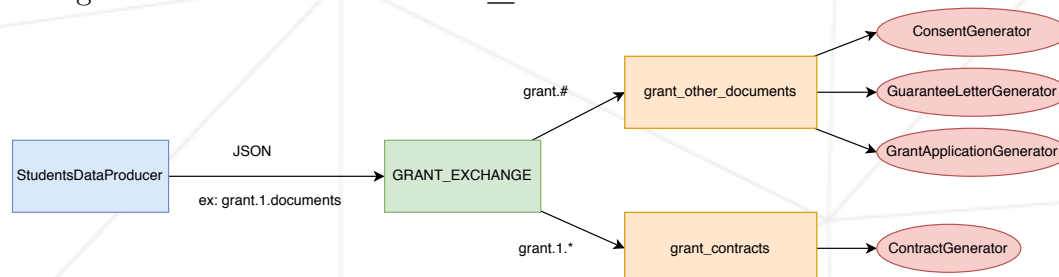 ConsentGenerator
grant.#
grant_other_documents
GuaranteeLetterGenerator
JSON
GrantApplicationGenerator
StudentsDataProducer
GRANT_EXCHANGE
ex: grant.1.documents
grant.1.*
grant_contracts
ContractGenerator